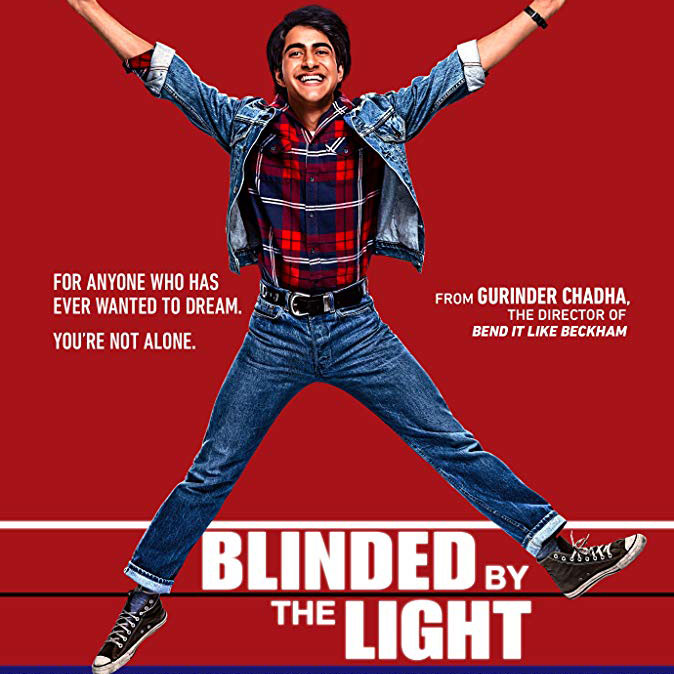 FOR ANYONE WHO HAS
EVER WANTED TO DREAM.
YOU'RE NOT ALONE.
FROM GURINDER CHADHA,
THE DIRECTOR OF
BEND IT LIKE BECKHAM
BLINDED BY
THE LIGHT